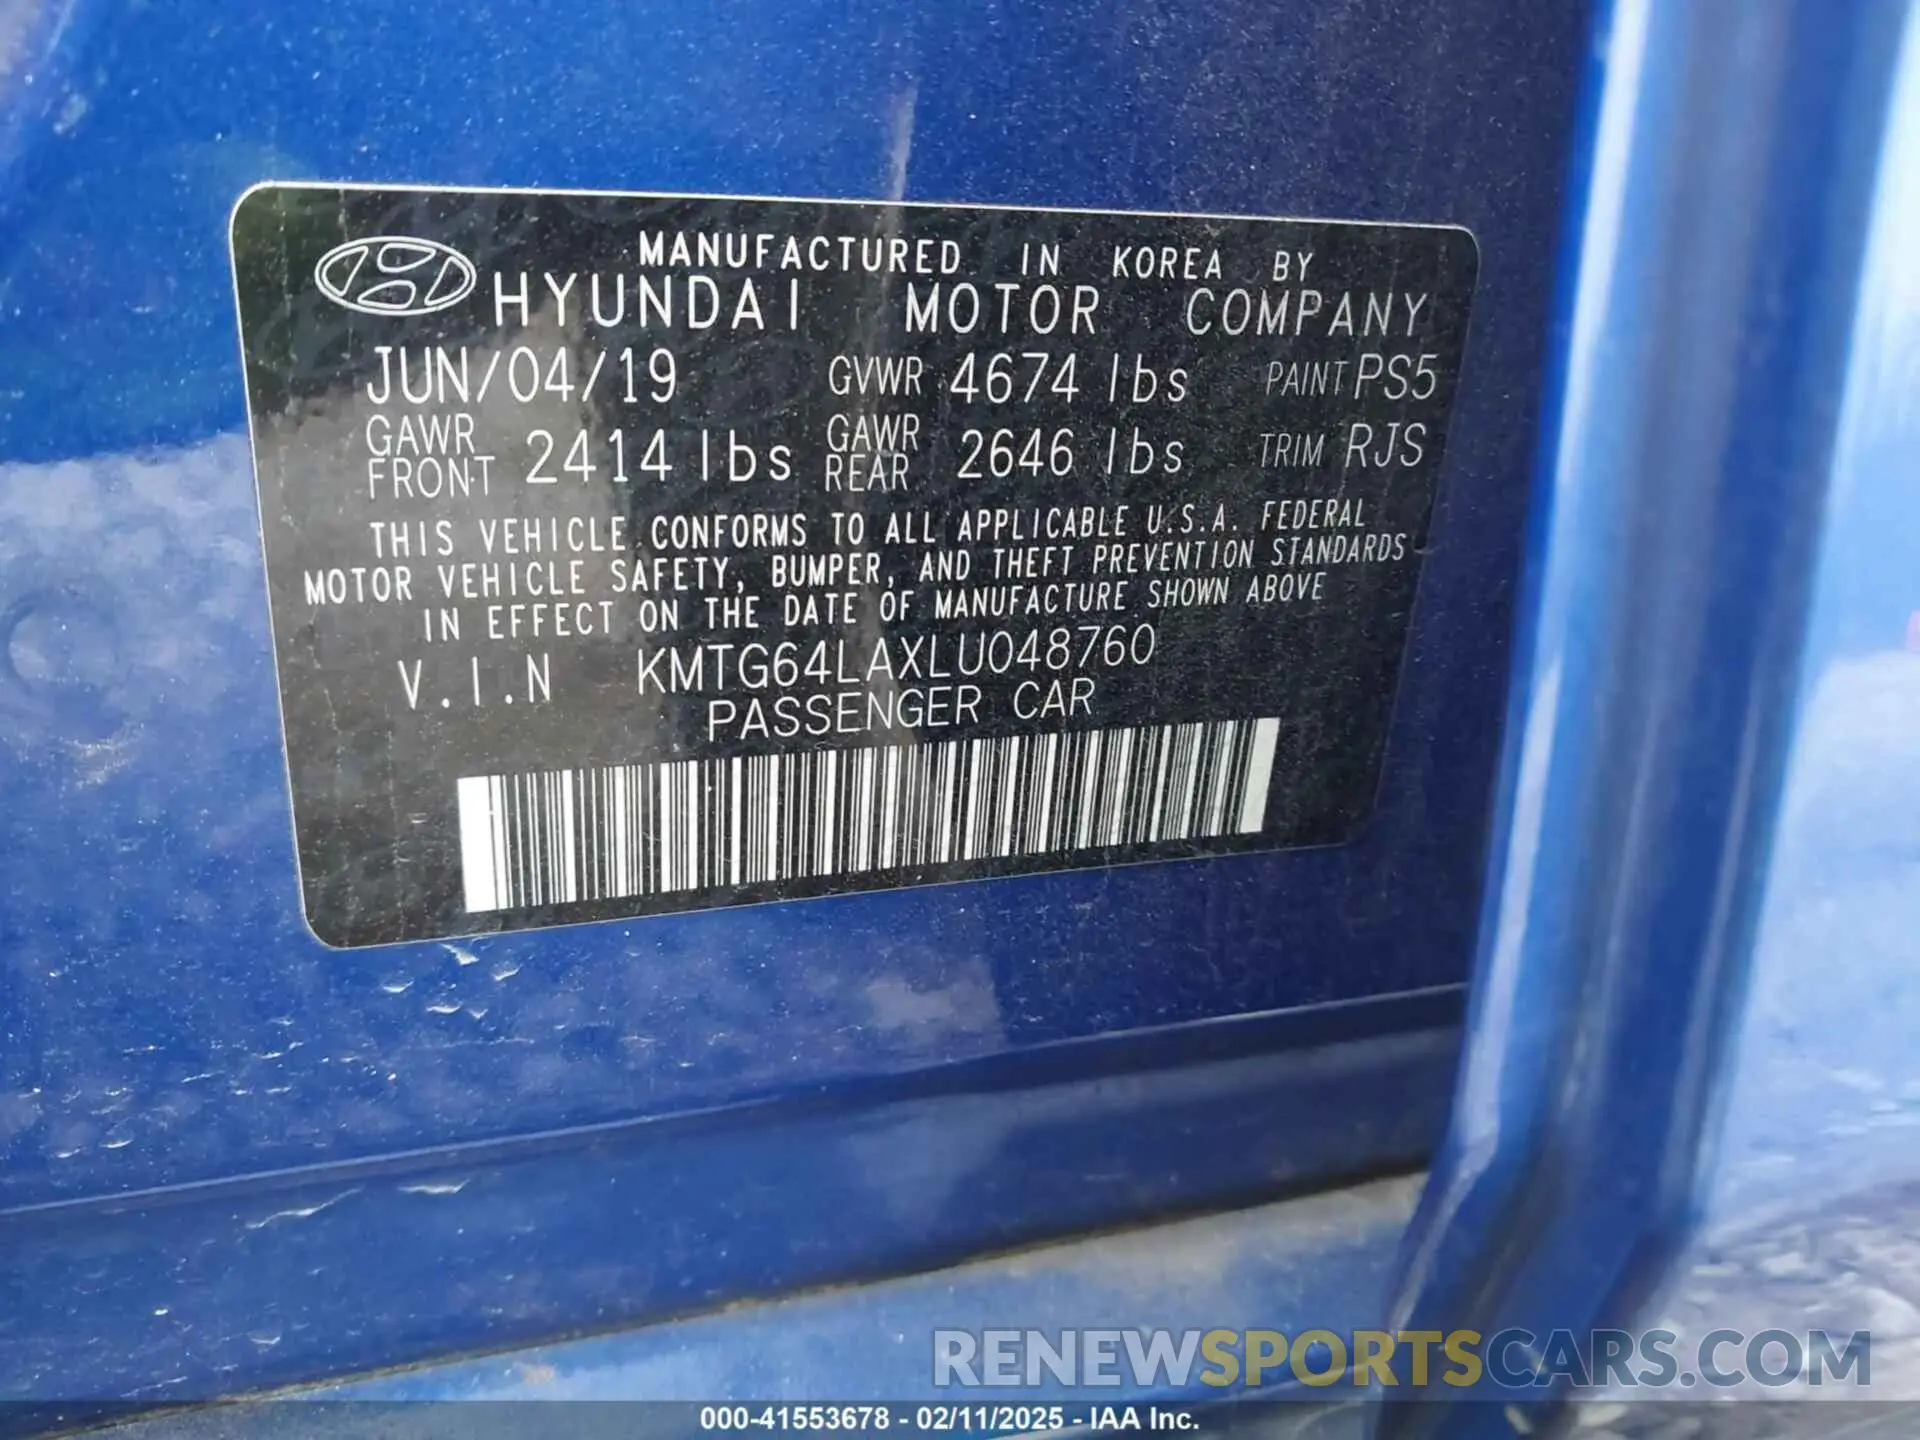 MANUFACTURED IN KOREA BY
HYUNDAI MOTOR COMPANY
JUN/04/19 GVWR 4674 lbs PAINT PS5
GAWR FRONT 2414 lbs GAWR REAR 2646 lbs TRIM RJS
THIS VEHICLE CONFORMS TO ALL APPLICABLE U.S.A. FEDERAL
MOTOR VEHICLE SAFETY, BUMPER, AND THEFT PREVENTION STANDARDS
IN EFFECT ON THE DATE OF MANUFACTURE SHOWN ABOVE
V.I.N KMTG64LAXLU048760
PASSENGER CAR
RENEWSPORTSCARS.COM
000-41553678 - 02/11/2025 - IAA Inc.